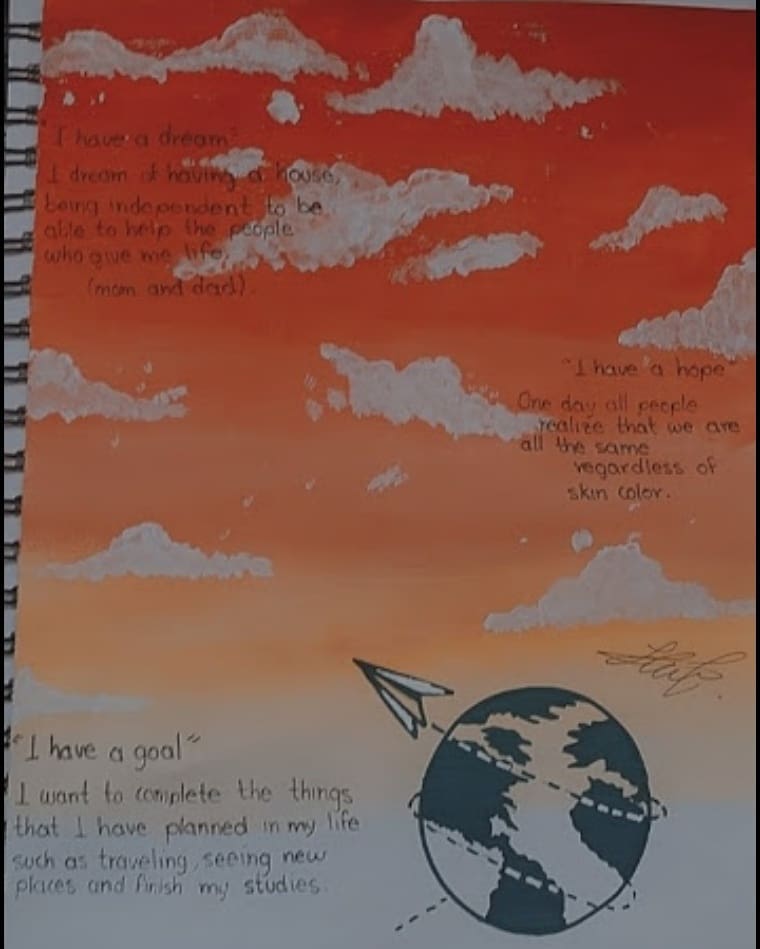 "I have a dream"
I dream of having a house,
being independent to be
able to help the people
who give me life,
(mom and dad).
"I have a hope"
One day all people
realize that we are
all the same
regardless of
skin color.
"I have a goal"
I want to complete the things
that I have planned in my life
such as traveling, seeing new
places and finish my studies.